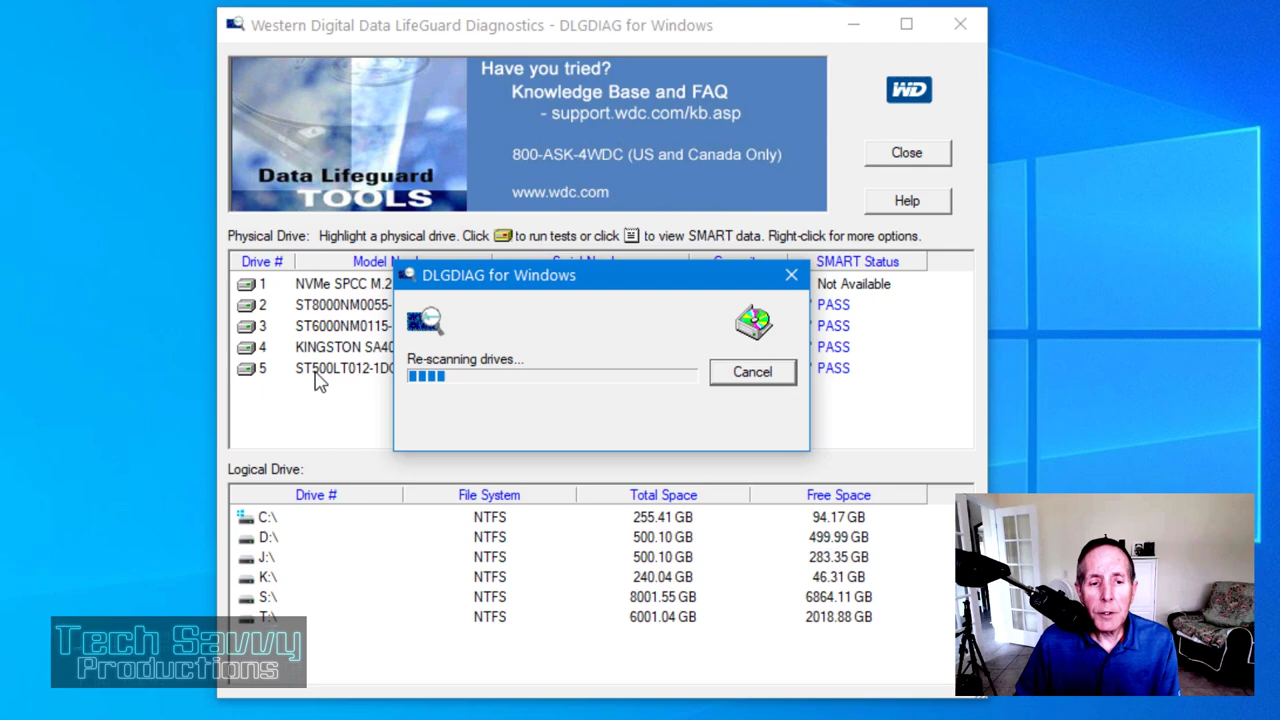 Western Digital Data LifeGuard Diagnostics - DLGDIAG for Windows
Have you tried?
Knowledge Base and FAQ
- support.wdc.com/kb.asp
800-ASK-4WDC (US and Canada Only)
www.wdc.com
Data Lifeguard
TOOLS
WD
Close
Help
Physical Drive: Highlight a physical drive. Click to run tests or click to view SMART data. Right-click for more options.
Drive # SMART Status
1 NVMe SPCC M.2 Not Available
2 ST8000NM0055- PASS
3 ST6000NM0115- PASS
4 KINGSTON SA40 PASS
5 ST500LT012-1DG PASS
DLGDIAG for Windows
Re-scanning drives...
Cancel
Logical Drive:
Drive # File System Total Space Free Space
C:\ NTFS 255.41 GB 94.17 GB
D:\ NTFS 500.10 GB 499.99 GB
J:\ NTFS 500.10 GB 283.35 GB
K:\ NTFS 240.04 GB 46.31 GB
S:\ NTFS 8001.55 GB 6864.11 GB
T:\ NTFS 6001.04 GB 2018.88 GB
Tech Savvy
Productions